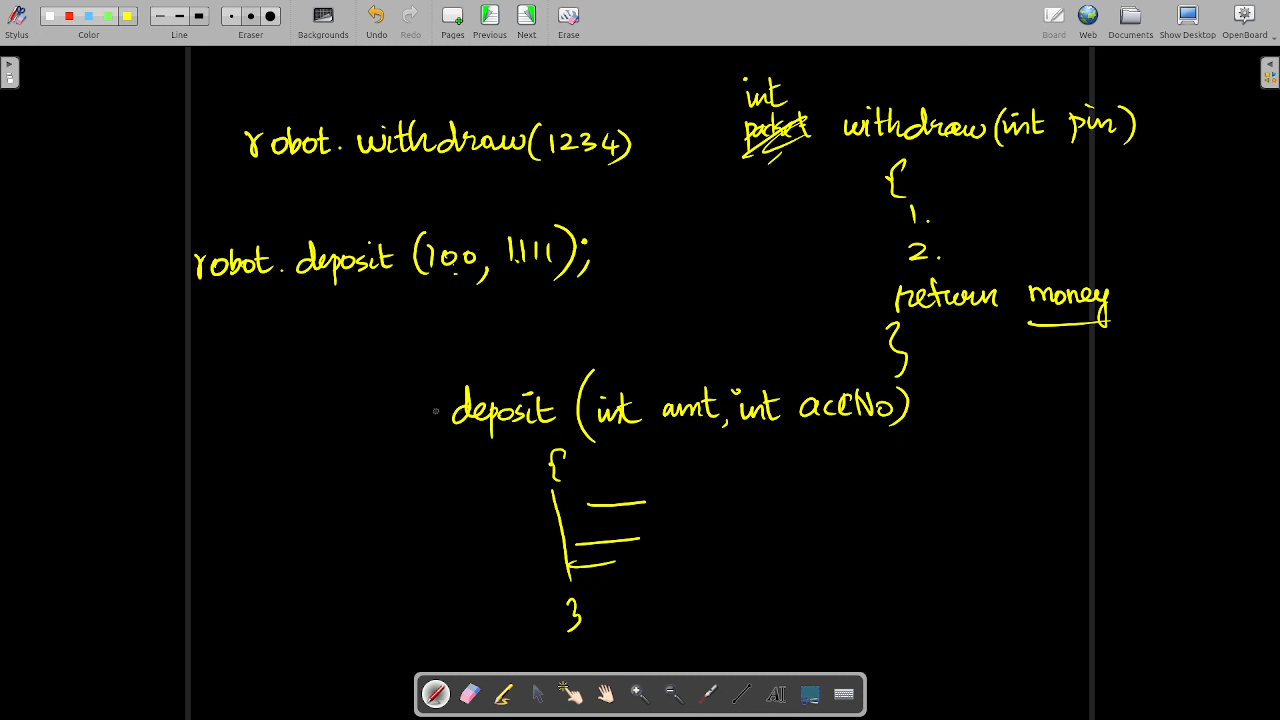 Stylus Color Line Eraser Backgrounds Undo Redo Pages Previous Next Erase Board Web Documents Show Desktop OpenBoard
robot. withdraw(1234)
robot. deposit (100, 1111);
int
withdraw(int pin)
{
1.
2.
return money
}
deposit (int amt, int accNo)
{
}
AI